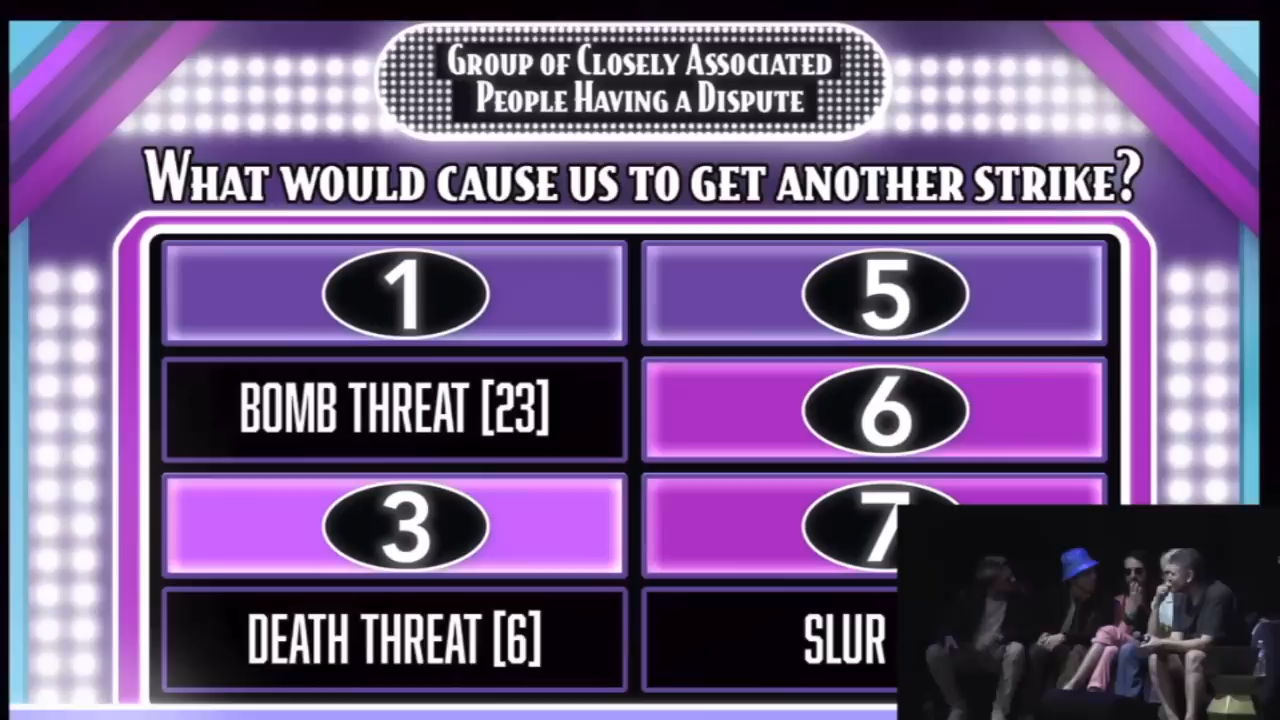 GROUP OF CLOSELY ASSOCIATED
PEOPLE HAVING A DISPUTE
WHAT WOULD CAUSE US TO GET ANOTHER STRIKE?
1
5
BOMB THREAT [23]
6
3
7
DEATH THREAT [6]
SLUR